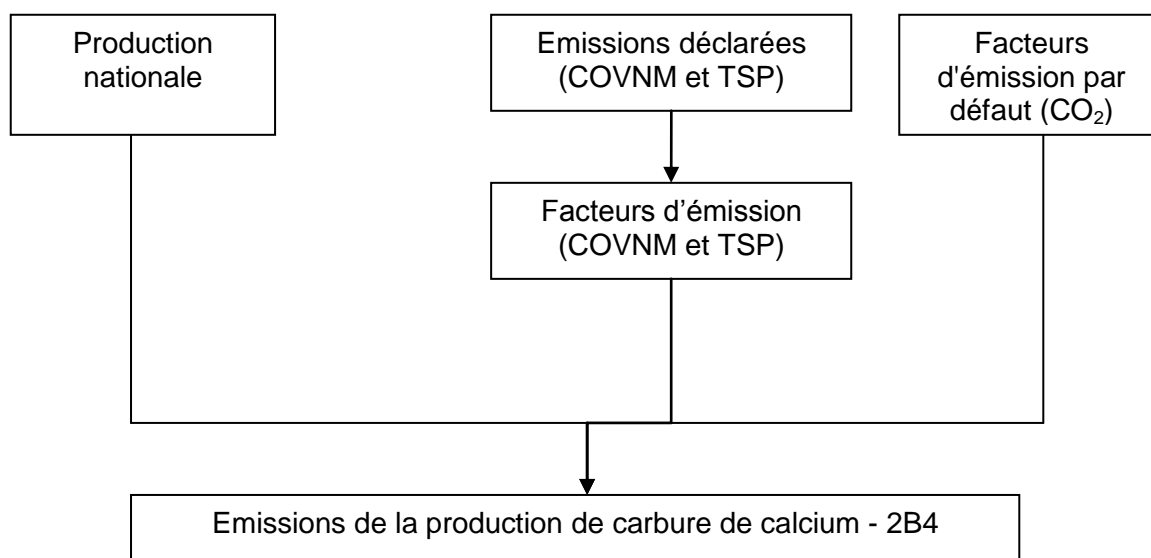 Production
nationale
Emissions déclarées
(COVNM et TSP)
Facteurs
d'émission par
défaut (CO₂)
Facteurs d’émission
(COVNM et TSP)
Emissions de la production de carbure de calcium - 2B4